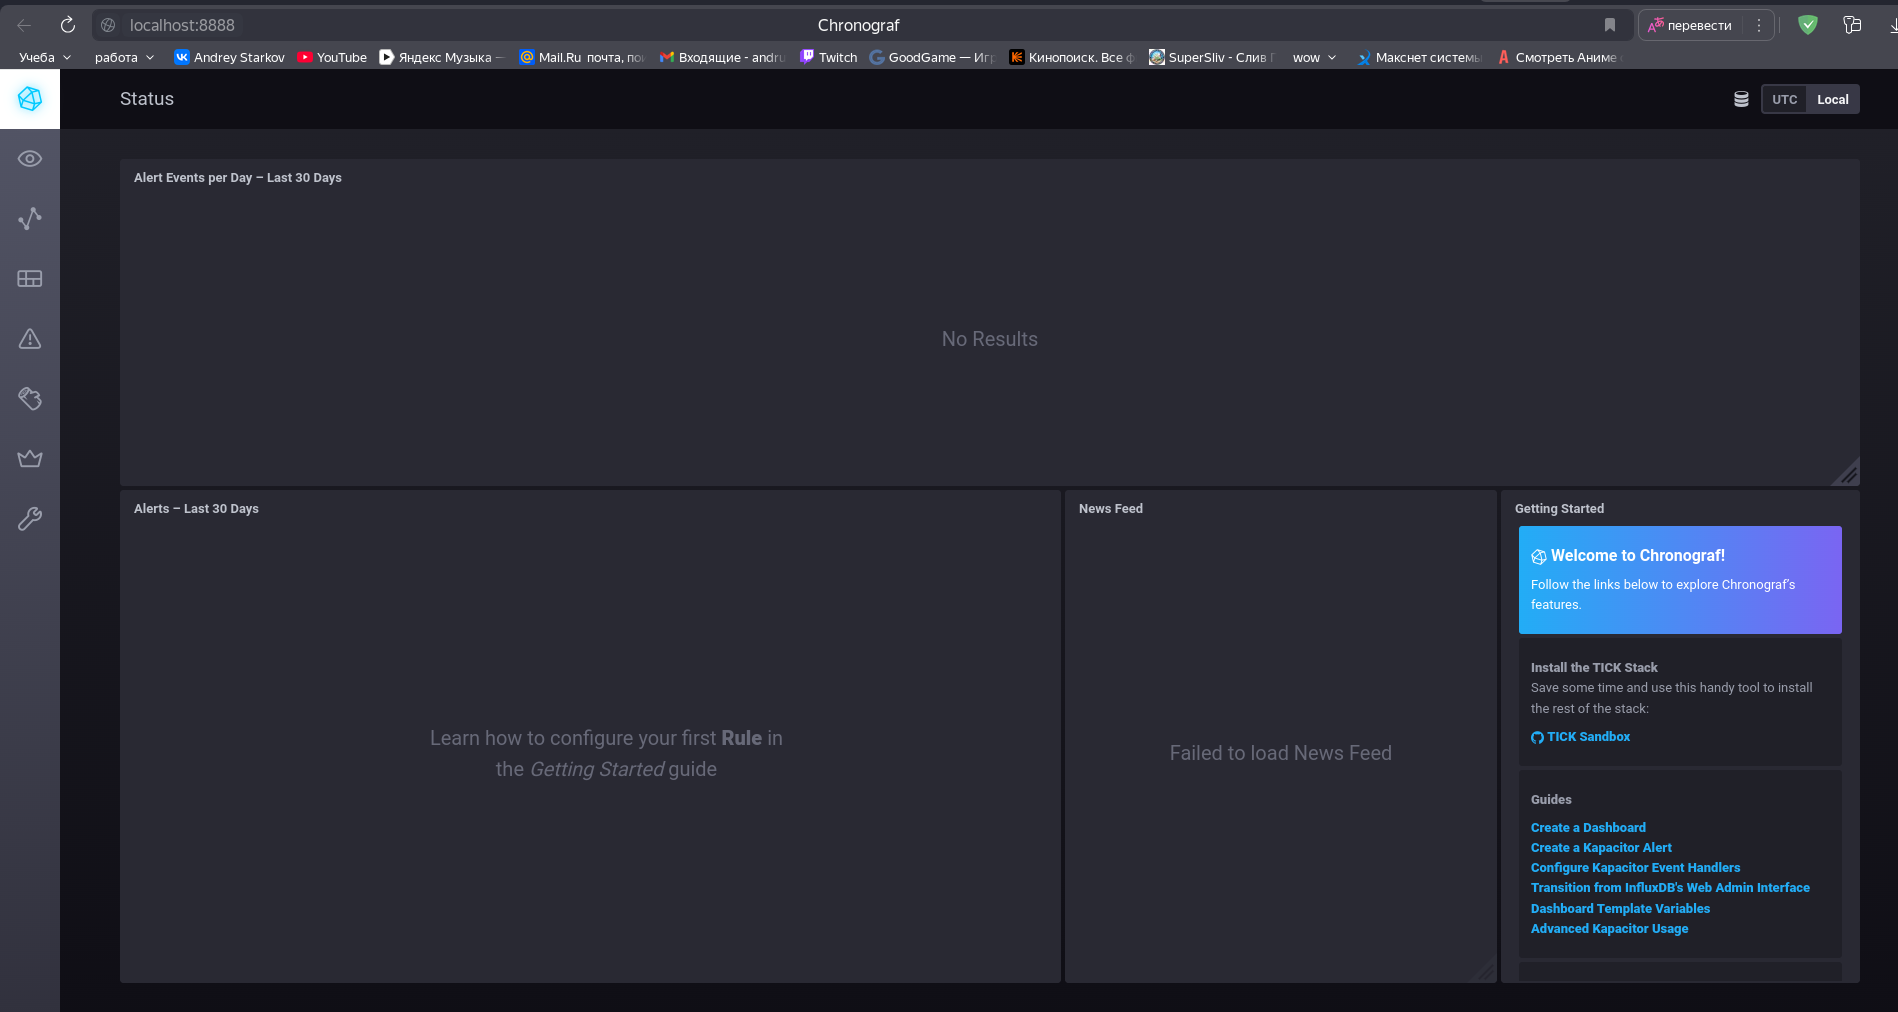 localhost:8888
Chronograf
перевести
Учеба
работа
Andrey Starkov
YouTube
Яндекс Музыка —
Mail.Ru почта, по
Входящие - andru
Twitch
GoodGame — Иг
Кинопоиск. Все
SuperSliv - Слив
wow
Макснет системы
Смотреть Аниме
Status
UTC
Local
Alert Events per Day – Last 30 Days
No Results
Alerts – Last 30 Days
Learn how to configure your first Rule in
the Getting Started guide
News Feed
Failed to load News Feed
Getting Started
Welcome to Chronograf!
Follow the links below to explore Chronograf's
features.
Install the TICK Stack
Save some time and use this handy tool to install
the rest of the stack:
TICK Sandbox
Guides
Create a Dashboard
Create a Kapacitor Alert
Configure Kapacitor Event Handlers
Transition from InfluxDB's Web Admin Interface
Dashboard Template Variables
Advanced Kapacitor Usage